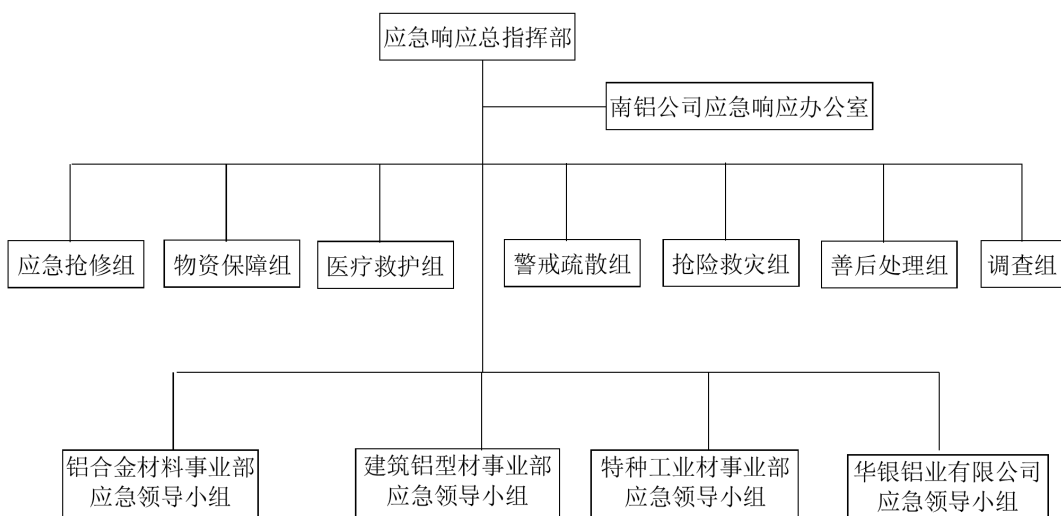 应急响应总指挥部
南铝公司应急响应办公室
应急抢修组
物资保障组
医疗救护组
警戒疏散组
抢险救灾组
善后处理组
调查组
铝合金材料事业部
应急领导小组
建筑铝型材事业部
应急领导小组
特种工业材事业部
应急领导小组
华银铝业有限公司
应急领导小组